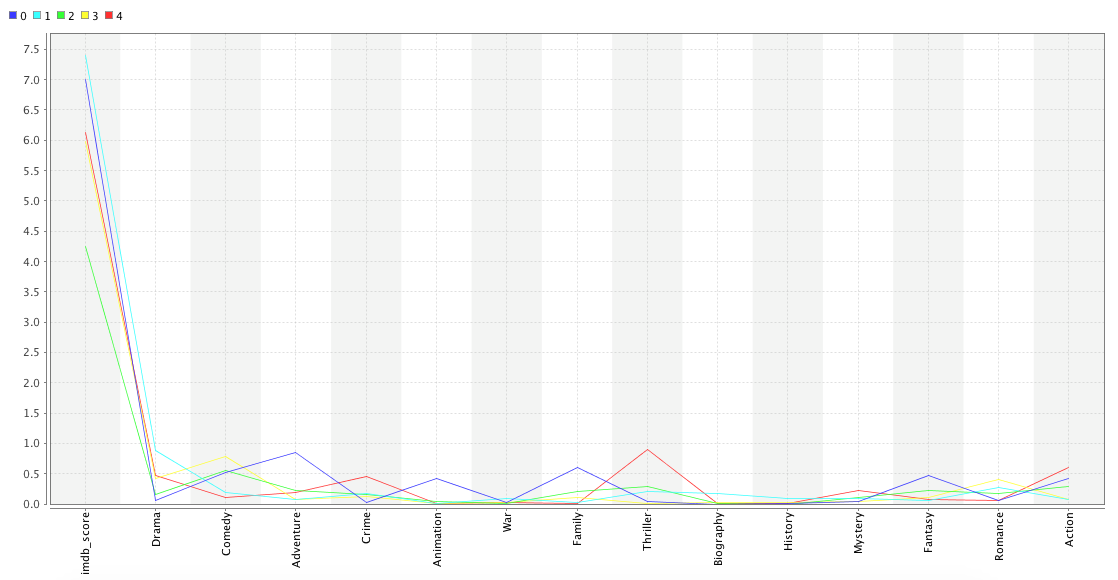 0 1 2 3 4
7.5
7.0
6.5
6.0
5.5
5.0
4.5
4.0
3.5
3.0
2.5
2.0
1.5
1.0
0.5
0.0
imdb_score
Drama
Comedy
Adventure
Crime
Animation
War
Family
Thriller
Biography
History
Mystery
Fantasy
Romance
Action